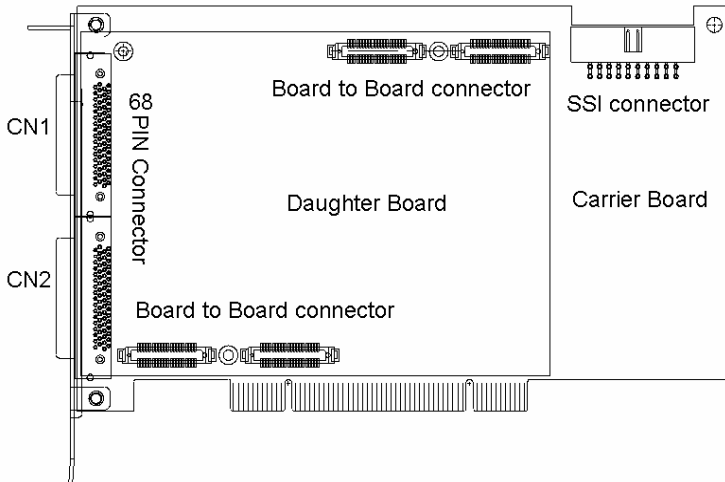 Board to Board connector
SSI connector
CN1
68 PIN Connector
Daughter Board
Carrier Board
CN2
Board to Board connector